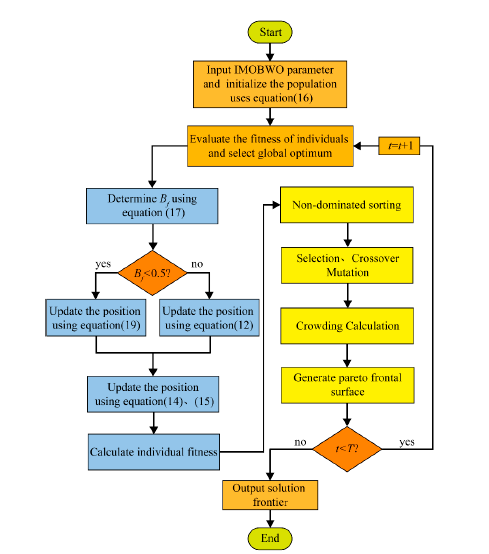 Start
Input IMOBWO parameter
and initialize the population
uses equation(16)
Evaluate the fitness of individuals
and select global optimum
t=t+1
Determine Bf using
equation (17)
yes
Bf<0.5?
no
Update the position
using equation(19)
Update the position
using equation(12)
Update the position
using equation(14)、(15)
Calculate individual fitness
Non-dominated sorting
Selection、Crossover
Mutation
Crowding Calculation
Generate pareto frontal
surface
no
t<T?
yes
Output solution
frontier
End